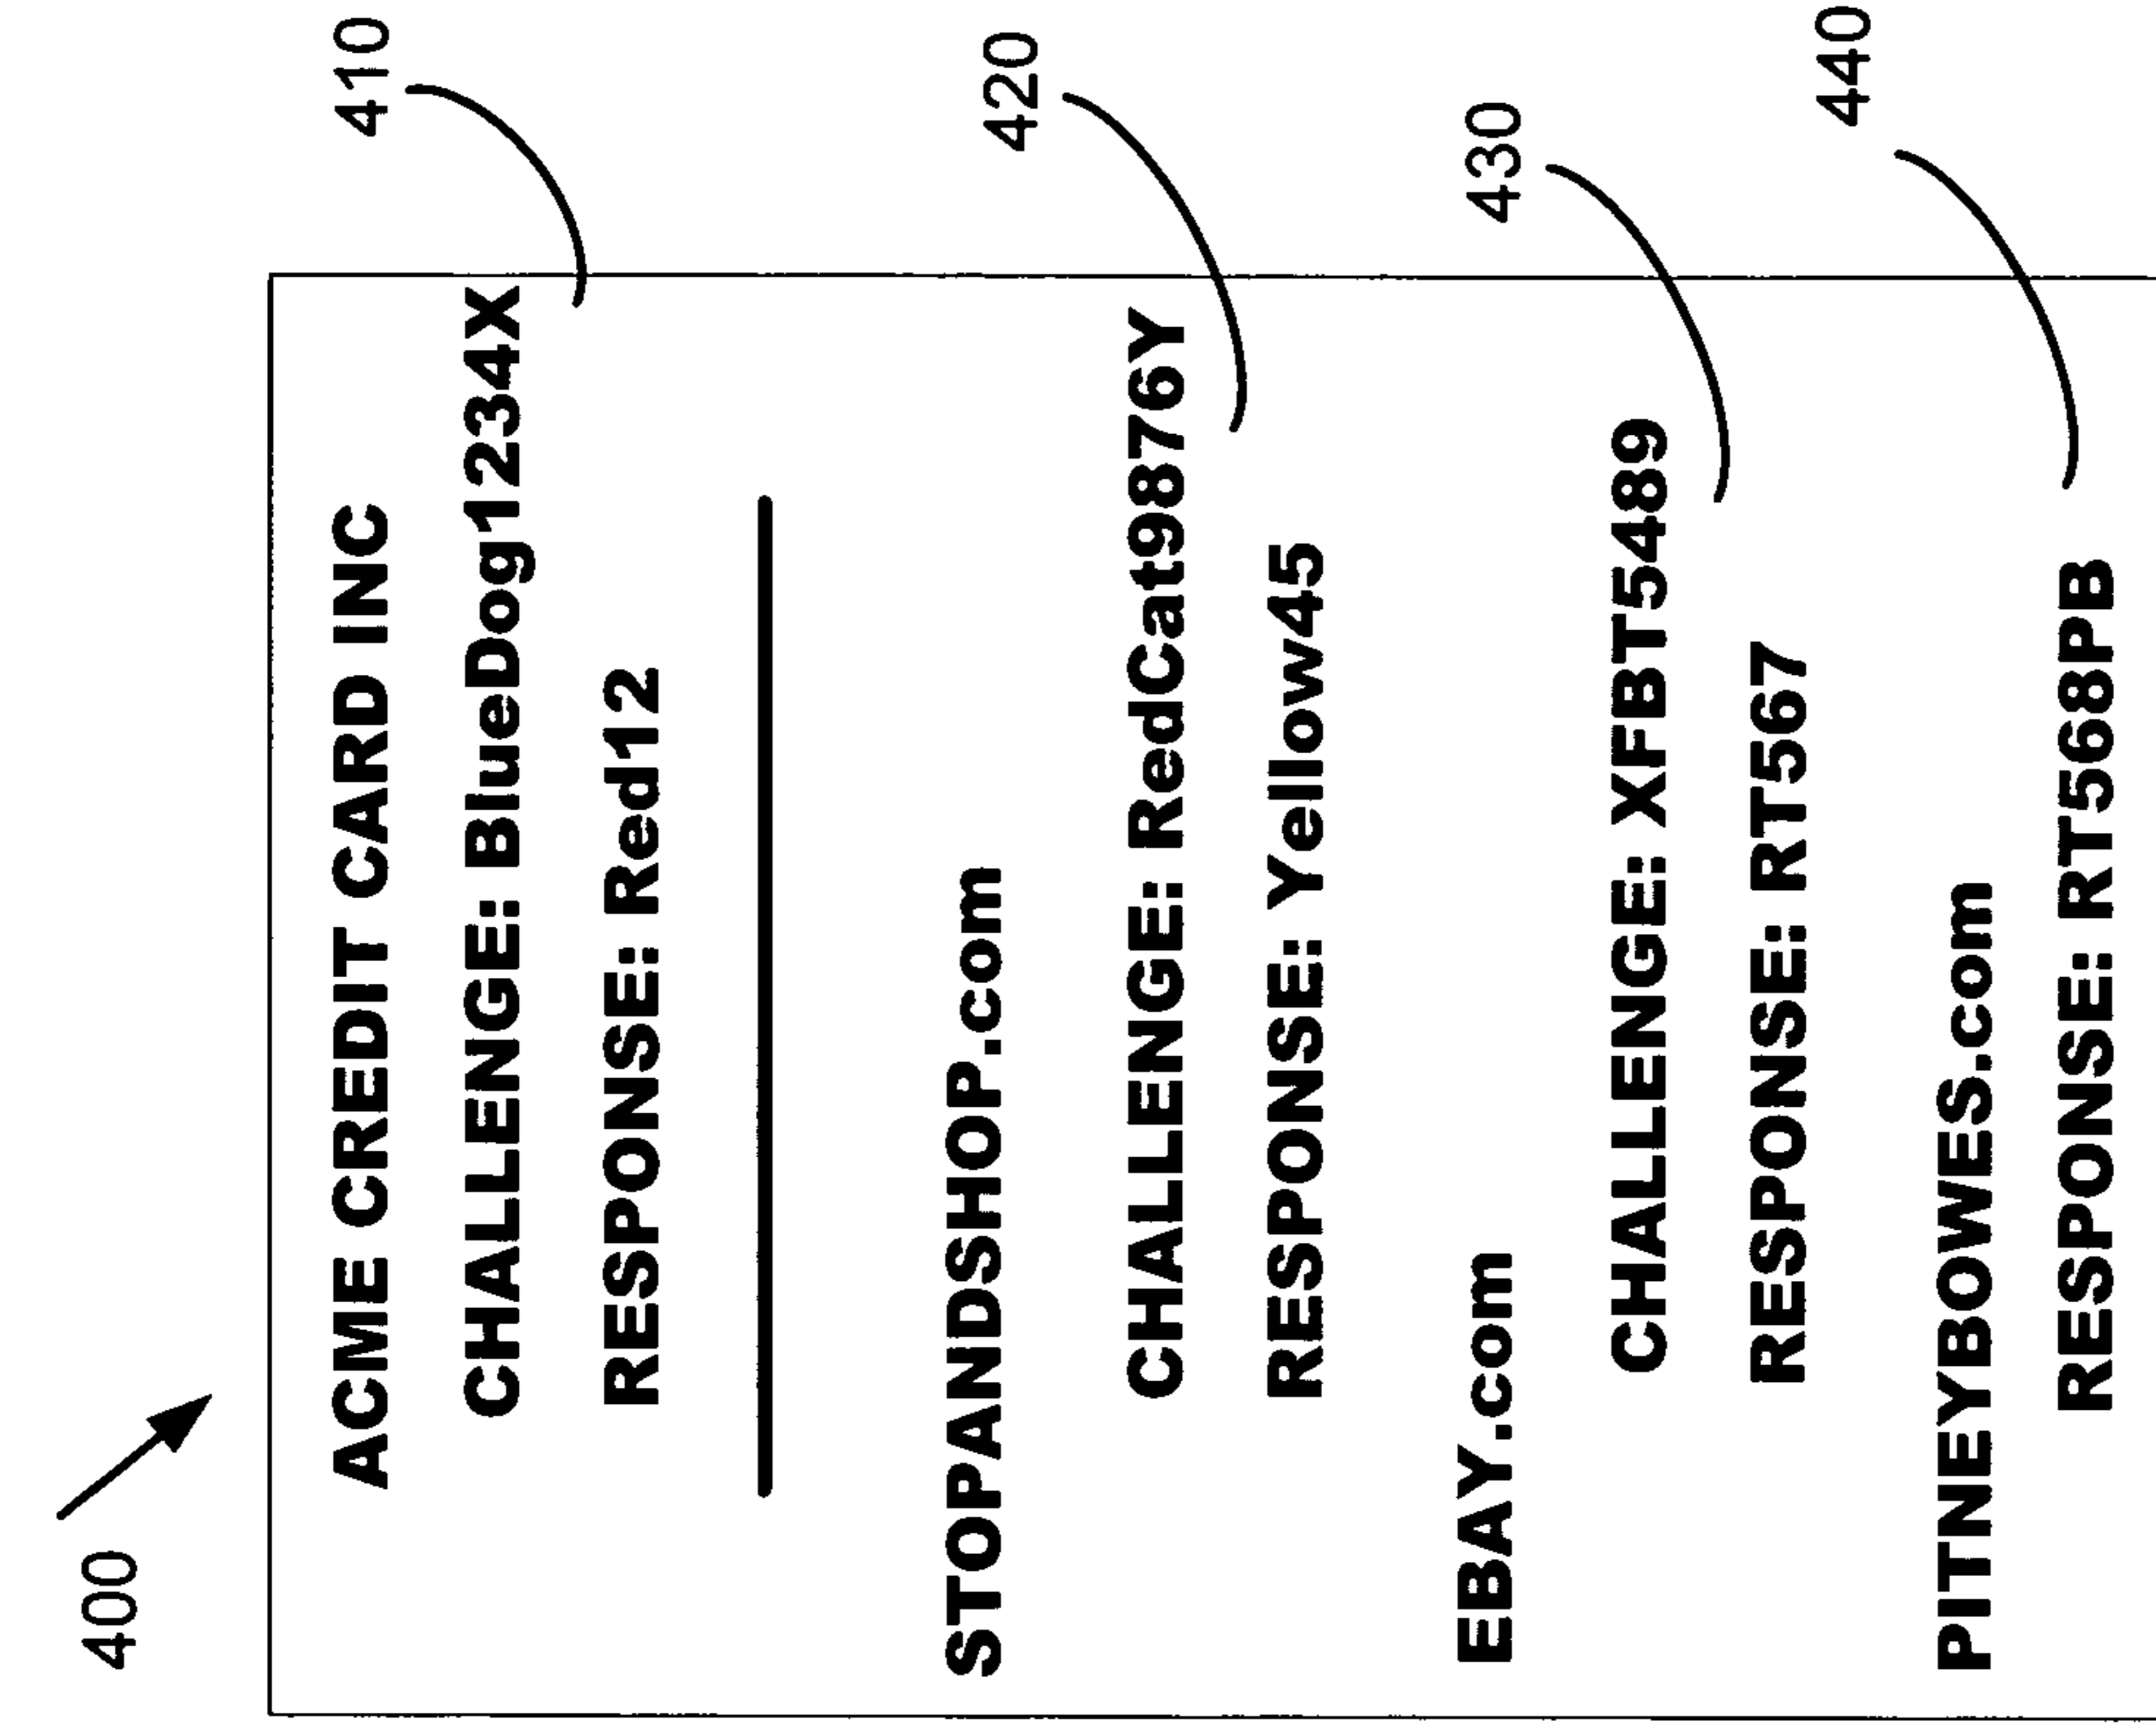 400
ACME CREDIT CARD INC
410
CHALLENGE: BlueDog1234X
RESPONSE: Red12
STOPANDSHOP.com
420
CHALLENGE: RedCat9876Y
RESPONSE: Yellow45
EBAY.com
430
CHALLENGE: XFBT5489
RESPONSE: RT567
PITNEYBOWES.com
440
RESPONSE: RT568PB